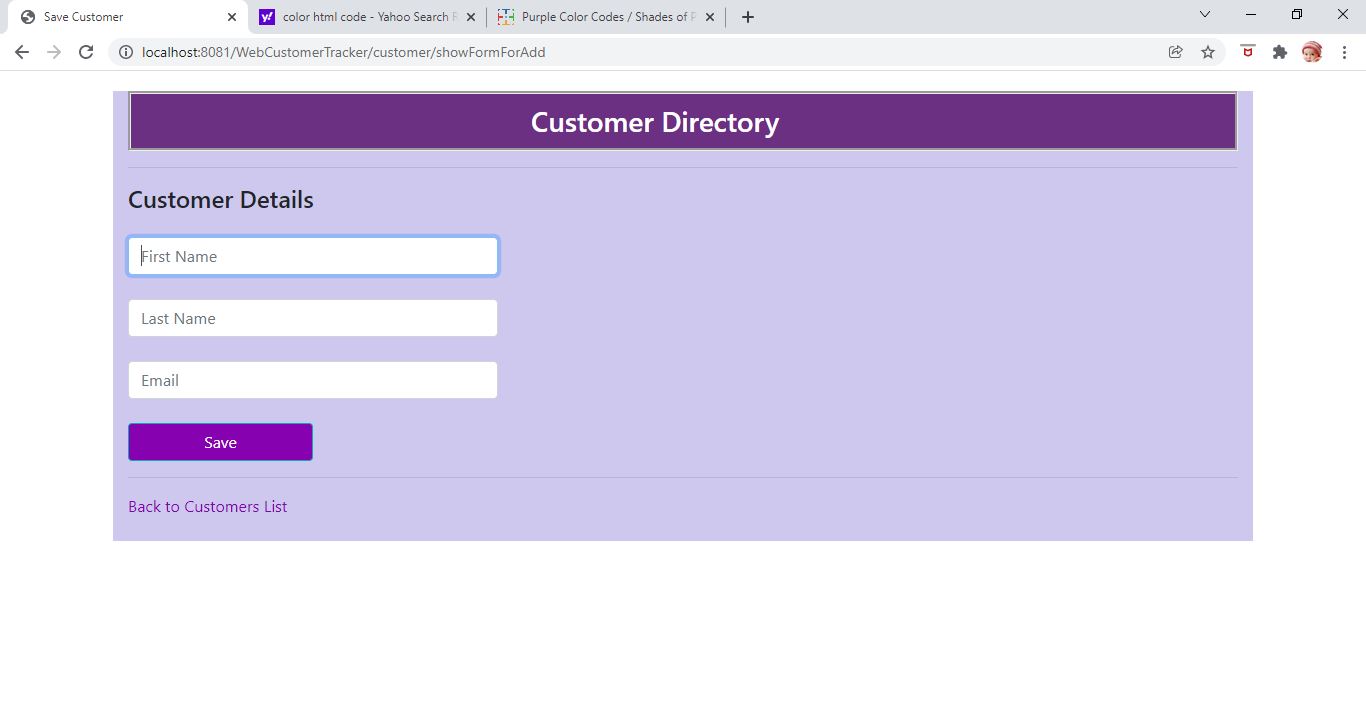 Save Customer
color html code - Yahoo Search R
Purple Color Codes / Shades of P
localhost:8081/WebCustomerTracker/customer/showFormForAdd
Customer Directory
Customer Details
First Name
Last Name
Email
Save
Back to Customers List